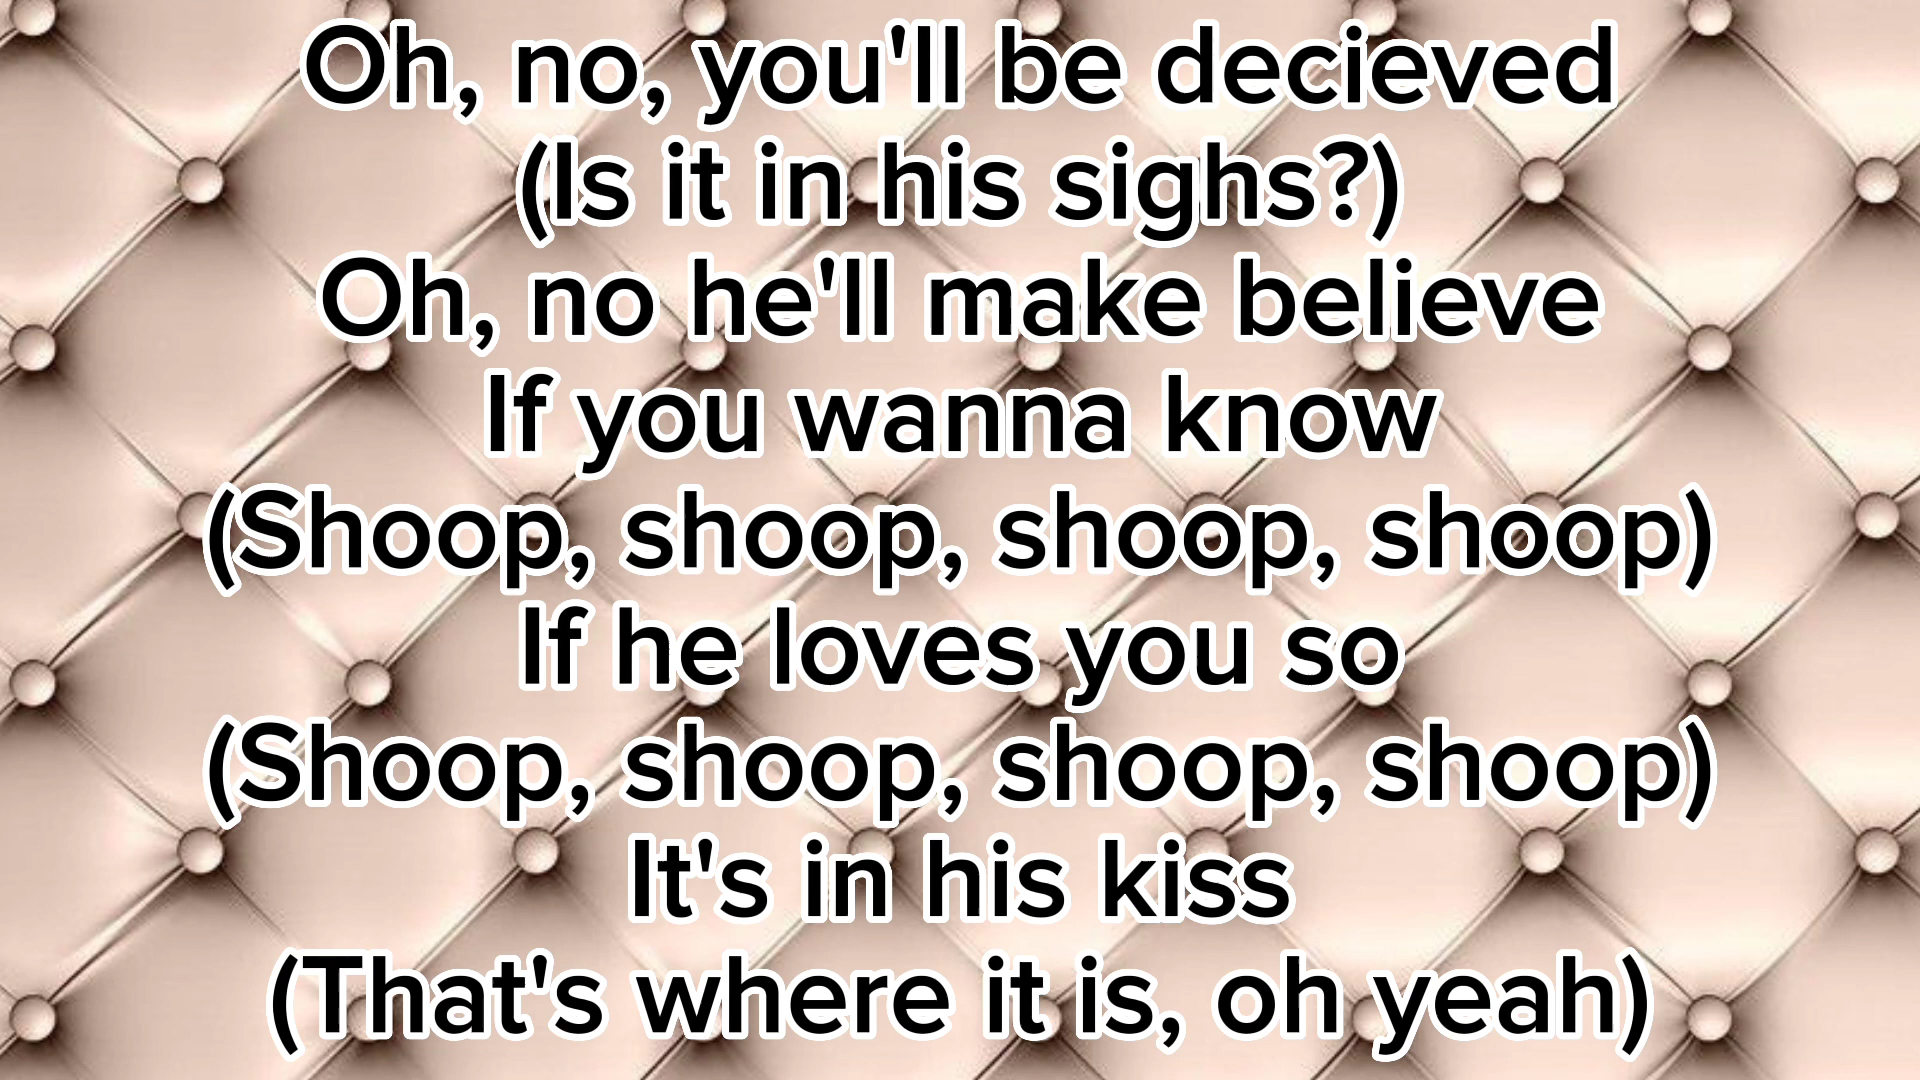 Oh, no, you'll be decieved
(Is it in his sighs?)
Oh, no he'll make believe
If you wanna know
(Shoop, shoop, shoop, shoop)
If he loves you so
(Shoop, shoop, shoop, shoop)
It's in his kiss
(That's where it is, oh yeah)